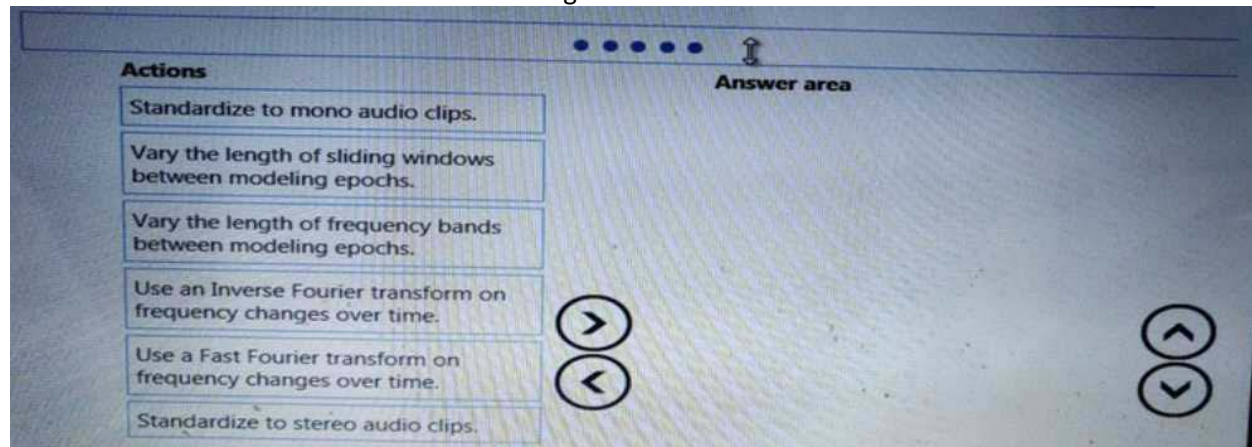 Actions
Answer area
Standardize to mono audio clips.
Vary the length of sliding windows
between modeling epochs.
Vary the length of frequency bands
between modeling epochs.
Use an Inverse Fourier transform on
frequency changes over time.
Use a Fast Fourier transform on
frequency changes over time.
Standardize to stereo audio clips.